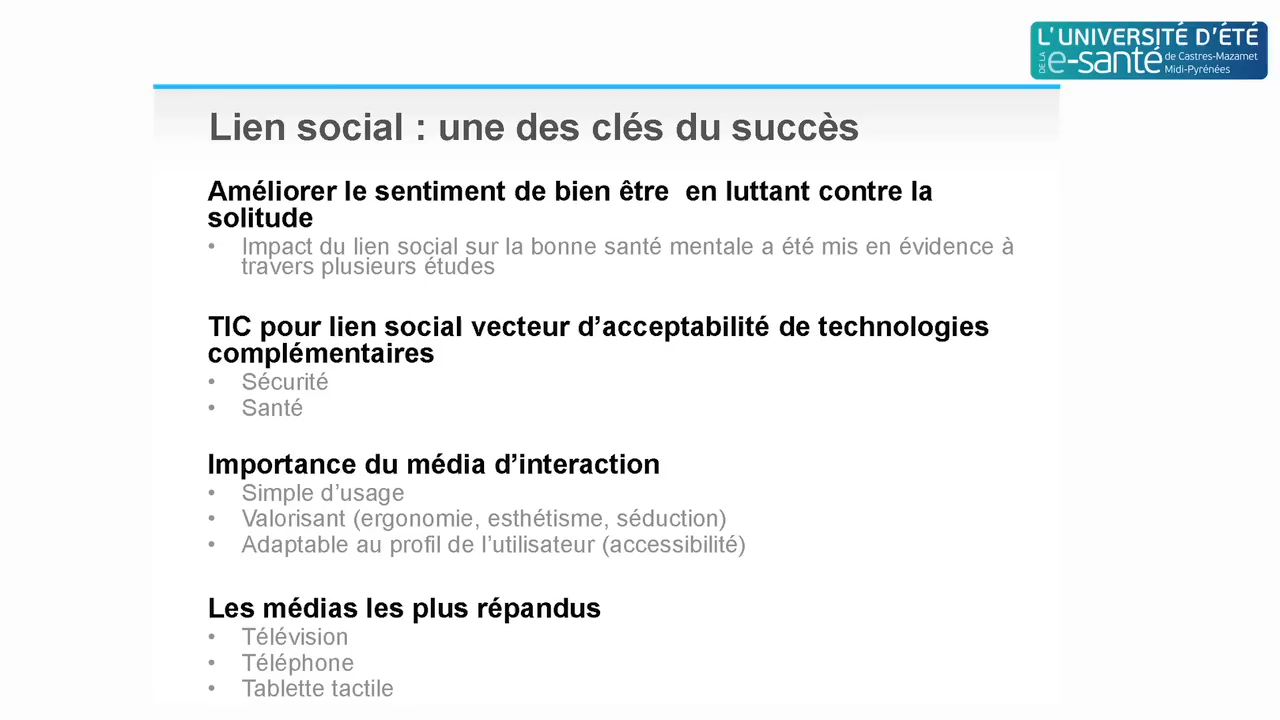 L'UNIVERSITÉ D'ÉTÉ
DE LA e-santé de Castres-Mazamet
Midi-Pyrénées
Lien social : une des clés du succès
Améliorer le sentiment de bien être  en luttant contre la
solitude
• Impact du lien social sur la bonne santé mentale a été mis en évidence à
travers plusieurs études
TIC pour lien social vecteur d’acceptabilité de technologies
complémentaires
• Sécurité
• Santé
Importance du média d’interaction
• Simple d’usage
• Valorisant (ergonomie, esthétisme, séduction)
• Adaptable au profil de l’utilisateur (accessibilité)
Les médias les plus répandus
• Télévision
• Téléphone
• Tablette tactile